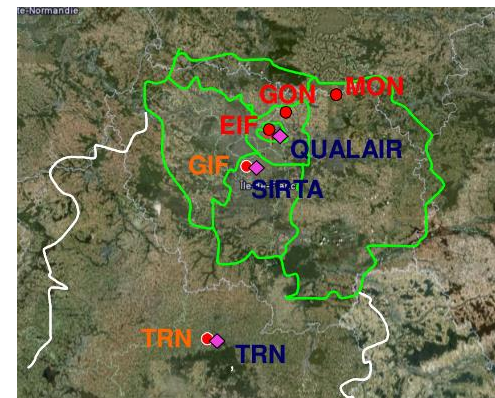 te-Normandie
GON
MON
EIF
QUALAIR
GIF
SIRTA
TRN
TRN